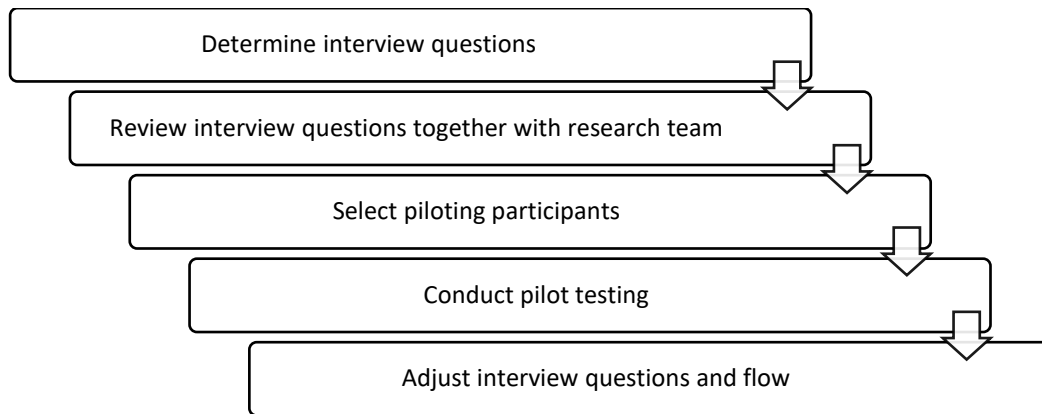 Determine interview questions
Review interview questions together with research team
Select piloting participants
Conduct pilot testing
Adjust interview questions and flow